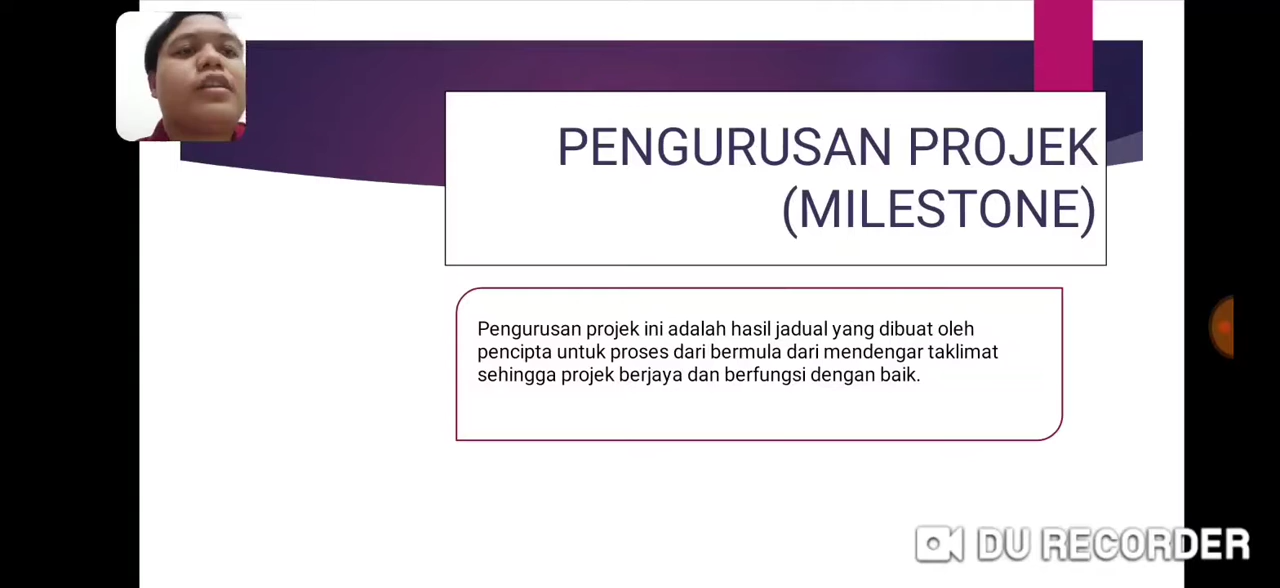 PENGURUSAN PROJEK
(MILESTONE)
Pengurusan projek ini adalah hasil jadual yang dibuat oleh
pencipta untuk proses dari bermula dari mendengar taklimat
sehingga projek berjaya dan berfungsi dengan baik.
DU RECORDER